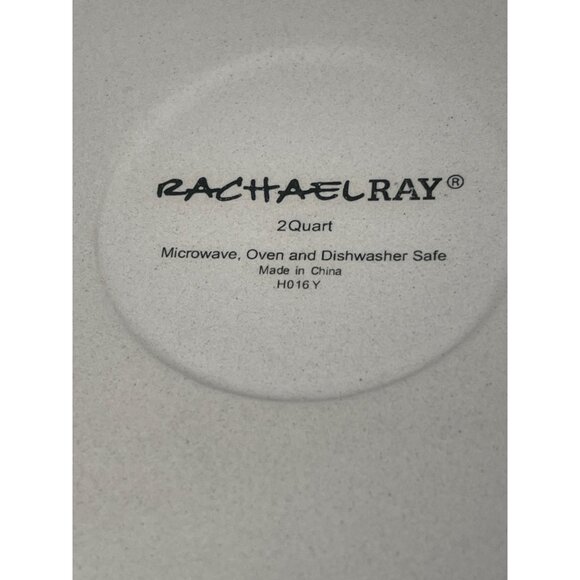 RACHAELRAY®
2Quart
Microwave, Oven and Dishwasher Safe
Made in China
H016Y